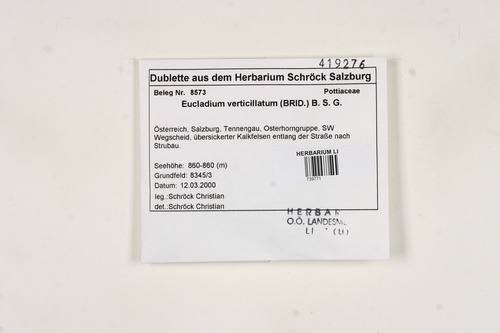 419276
Dublette aus dem Herbarium Schröck Salzburg
Beleg Nr. 8573 Pottiaceae
Eucladium verticillatum (BRID.) B. S. G.
Österreich, Salzburg, Tennengau, Osterhorngruppe, SW
Wegscheid, übersickerter Kalkfelsen entlang der Straße nach
Strubau.
HERBARIUM LI
Seehöhe: 860-860 (m)
Grundfeld: 8345/3
Datum: 12.03.2000
leg.:Schröck Christian
det.:Schröck Christian
HERBAR
O.Ö. LANDESM
LI (LI)